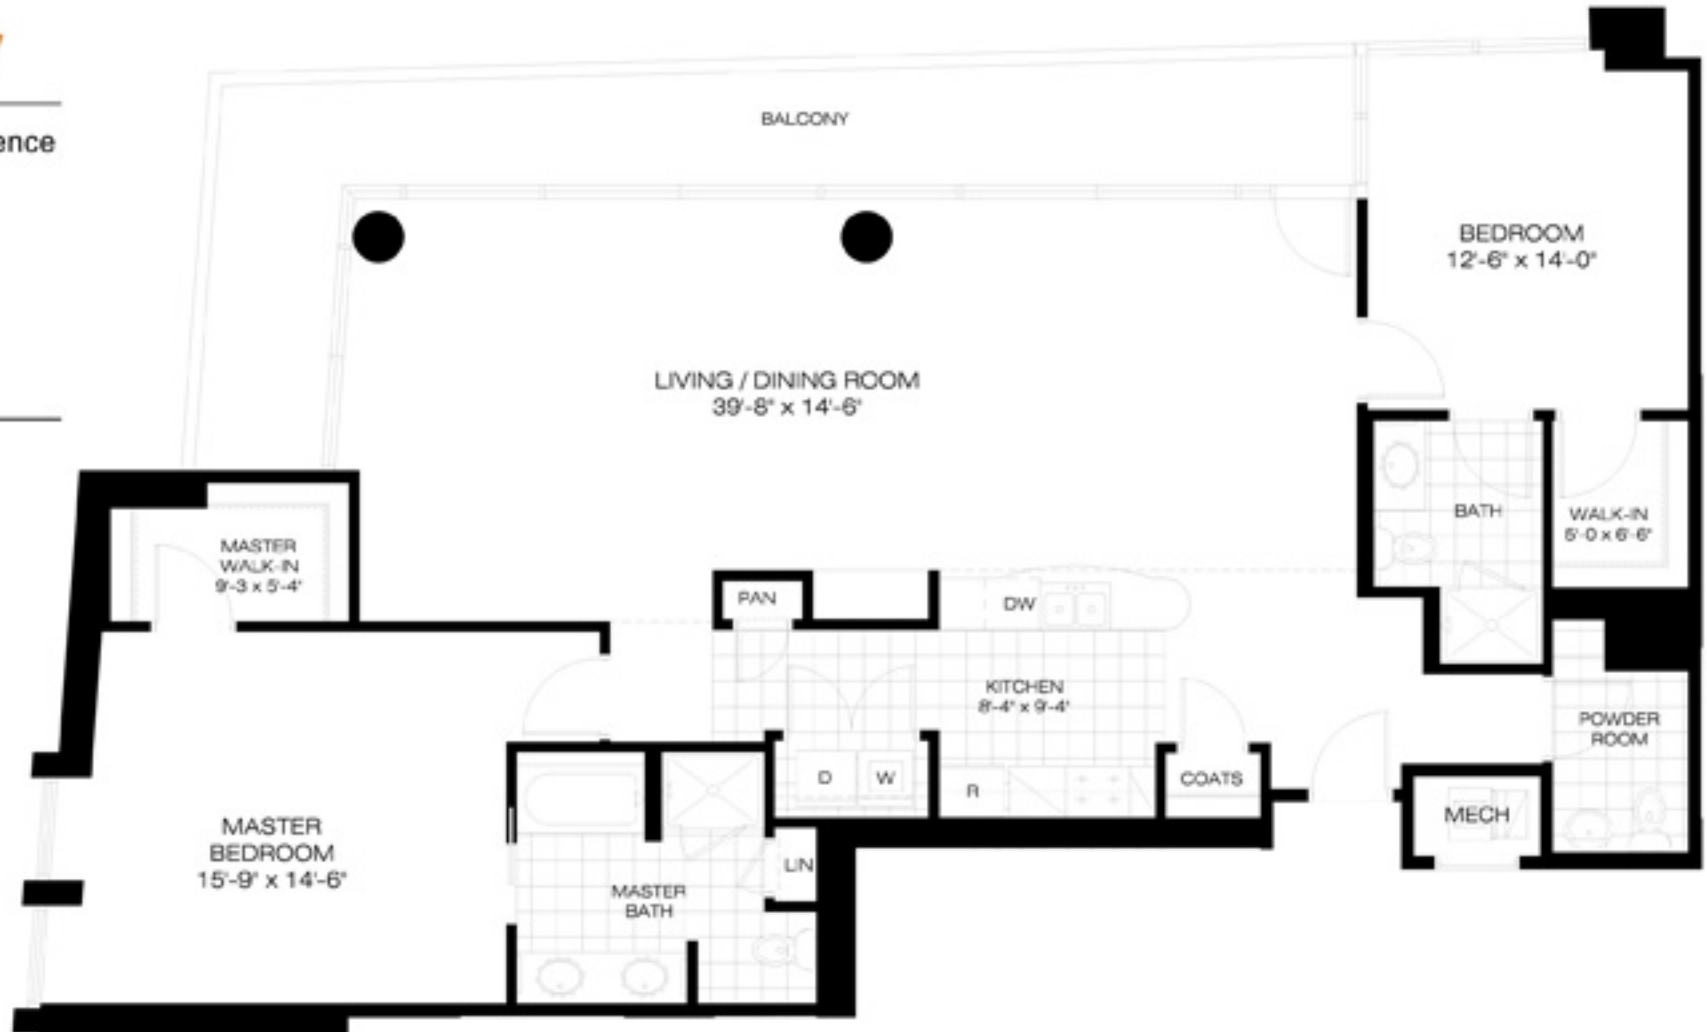 ence
BALCONY
BEDROOM
12'-6" x 14'-0"
LIVING / DINING ROOM
39'-8" x 14'-6"
BATH
WALK-IN
5'-0 x 6'-6"
MASTER
WALK-IN
9'-3 x 5'-4"
PAN
DW
KITCHEN
8'-4" x 9'-4"
POWDER
ROOM
D
W
R
COATS
MECH
MASTER
BEDROOM
15'-9" x 14'-6"
LIN
MASTER
BATH